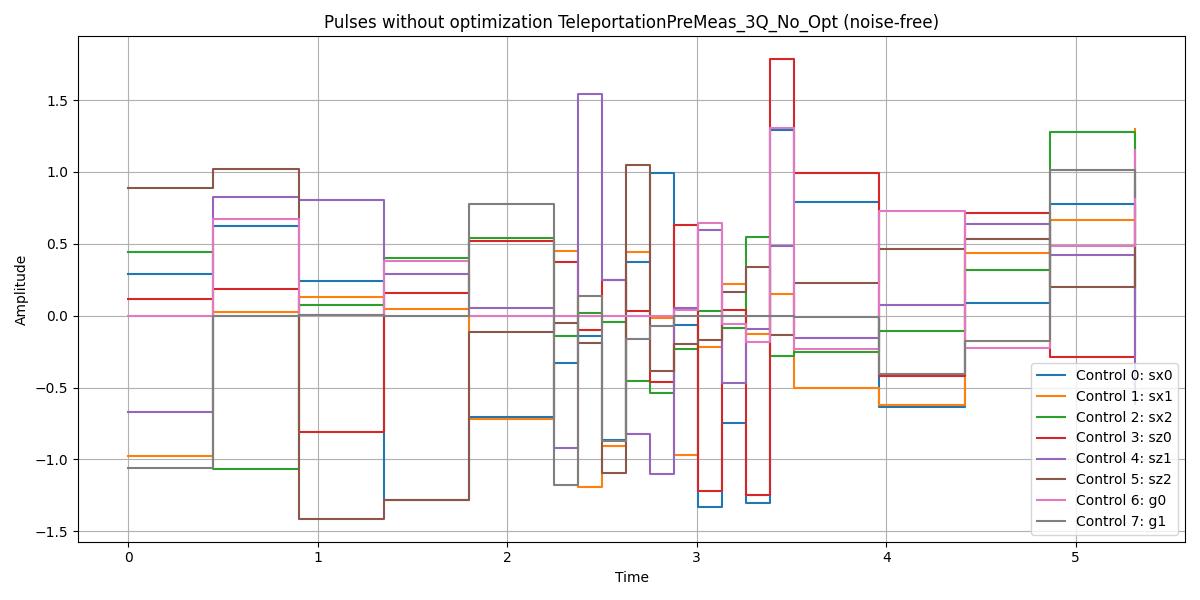 Pulses without optimization TeleportationPreMeas_3Q_No_Opt (noise-free)
Amplitude
1.5
1.0
0.5
0.0
−0.5
−1.0
−1.5
0 1 2 3 4 5
Time
Control 0: sx0
Control 1: sx1
Control 2: sx2
Control 3: sz0
Control 4: sz1
Control 5: sz2
Control 6: g0
Control 7: g1